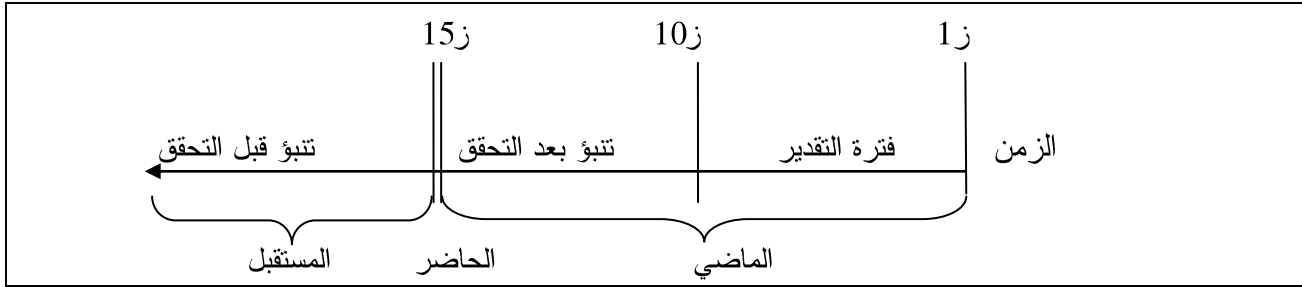 ز1 ز10 ز15
الزمن فترة التقدير تنبؤ بعد التحقق تنبؤ قبل التحقق
الماضي الحاضر المستقبل